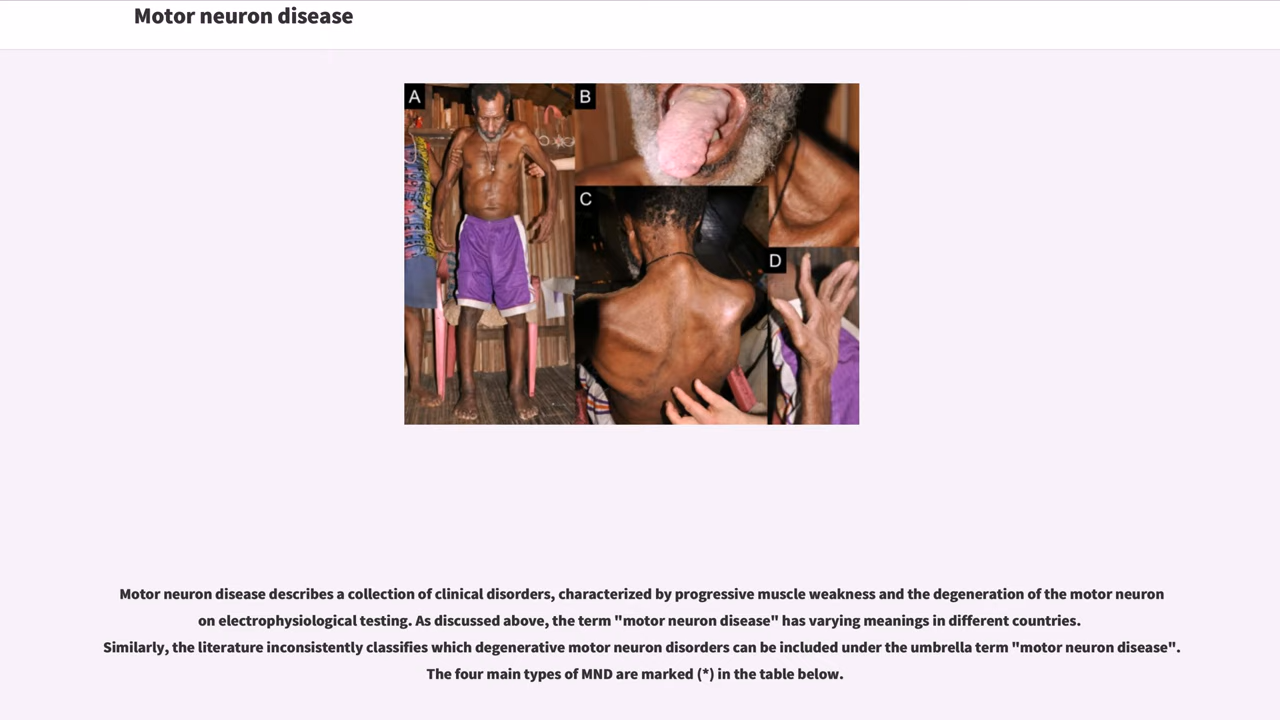 Motor neuron disease
A
B
C
D
Motor neuron disease describes a collection of clinical disorders, characterized by progressive muscle weakness and the degeneration of the motor neuron
on electrophysiological testing. As discussed above, the term "motor neuron disease" has varying meanings in different countries.
Similarly, the literature inconsistently classifies which degenerative motor neuron disorders can be included under the umbrella term "motor neuron disease".
The four main types of MND are marked (*) in the table below.